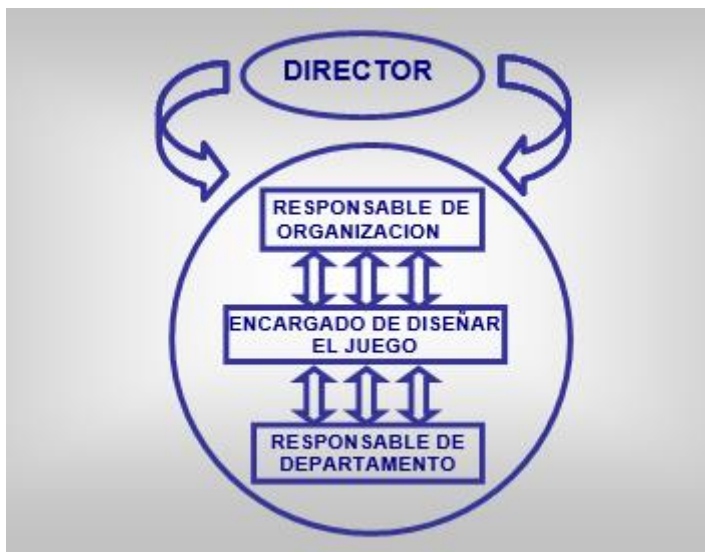 DIRECTOR
RESPONSABLE DE
ORGANIZACION
ENCARGADO DE DISEÑAR
EL JUEGO
RESPONSABLE DE
DEPARTAMENTO